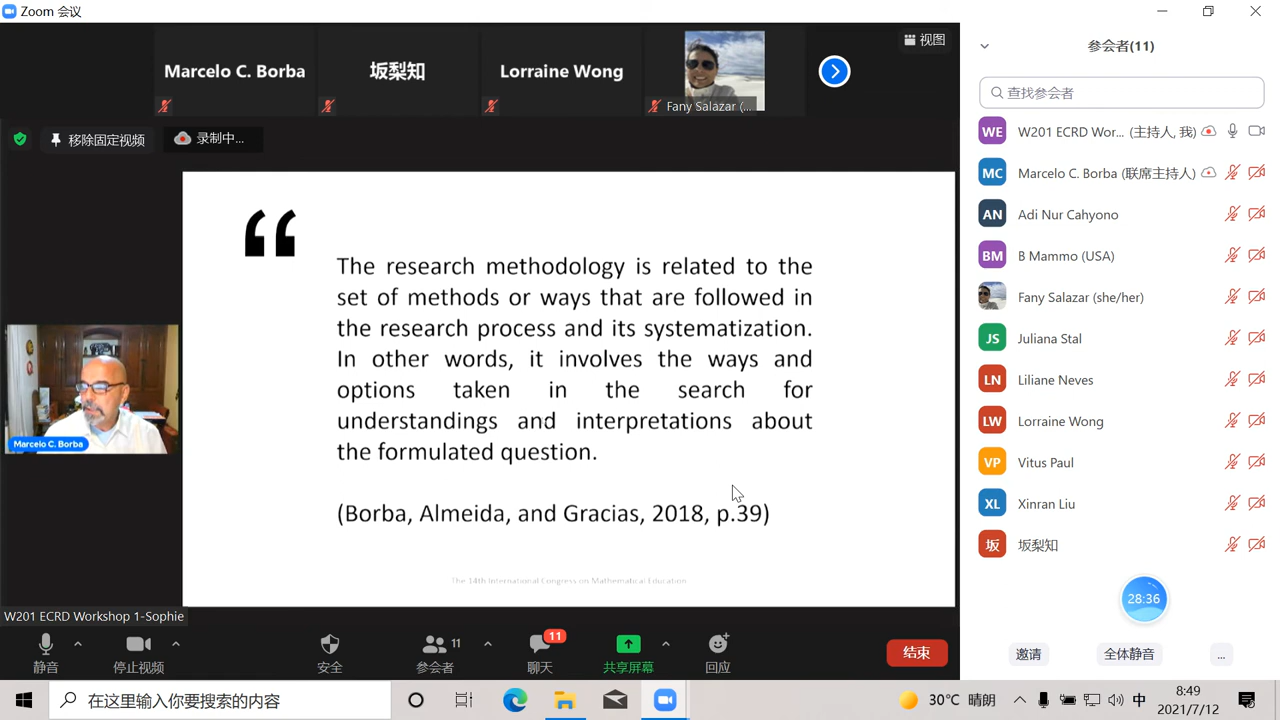 Zoom 会议
Marcelo C. Borba
坂梨知
Lorraine Wong
Fany Salazar (...
视图
移除固定视频
录制中...
The research methodology is related to the
set of methods or ways that are followed in
the research process and its systematization.
In other words, it involves the ways and
options taken in the search for
understandings and interpretations about
the formulated question.
(Borba, Almeida, and Gracias, 2018, p.39)
The 14th International Congress on Mathematical Education
Marcelo C. Borba
W201 ECRD Workshop 1-Sophie
静音
停止视频
安全
11
参会者
11
聊天
共享屏幕
回应
结束
参会者(11)
查找参会者
WE W201 ECRD Wor... (主持人, 我)
MC Marcelo C. Borba (联席主持人)
AN Adi Nur Cahyono
BM B Mammo (USA)
Fany Salazar (she/her)
JS Juliana Stal
LN Liliane Neves
LW Lorraine Wong
VP Vitus Paul
XL Xinran Liu
坂 坂梨知
28:36
邀请
全体静音
...
在这里输入你要搜索的内容
30°C 晴朗
中
8:49
2021/7/12